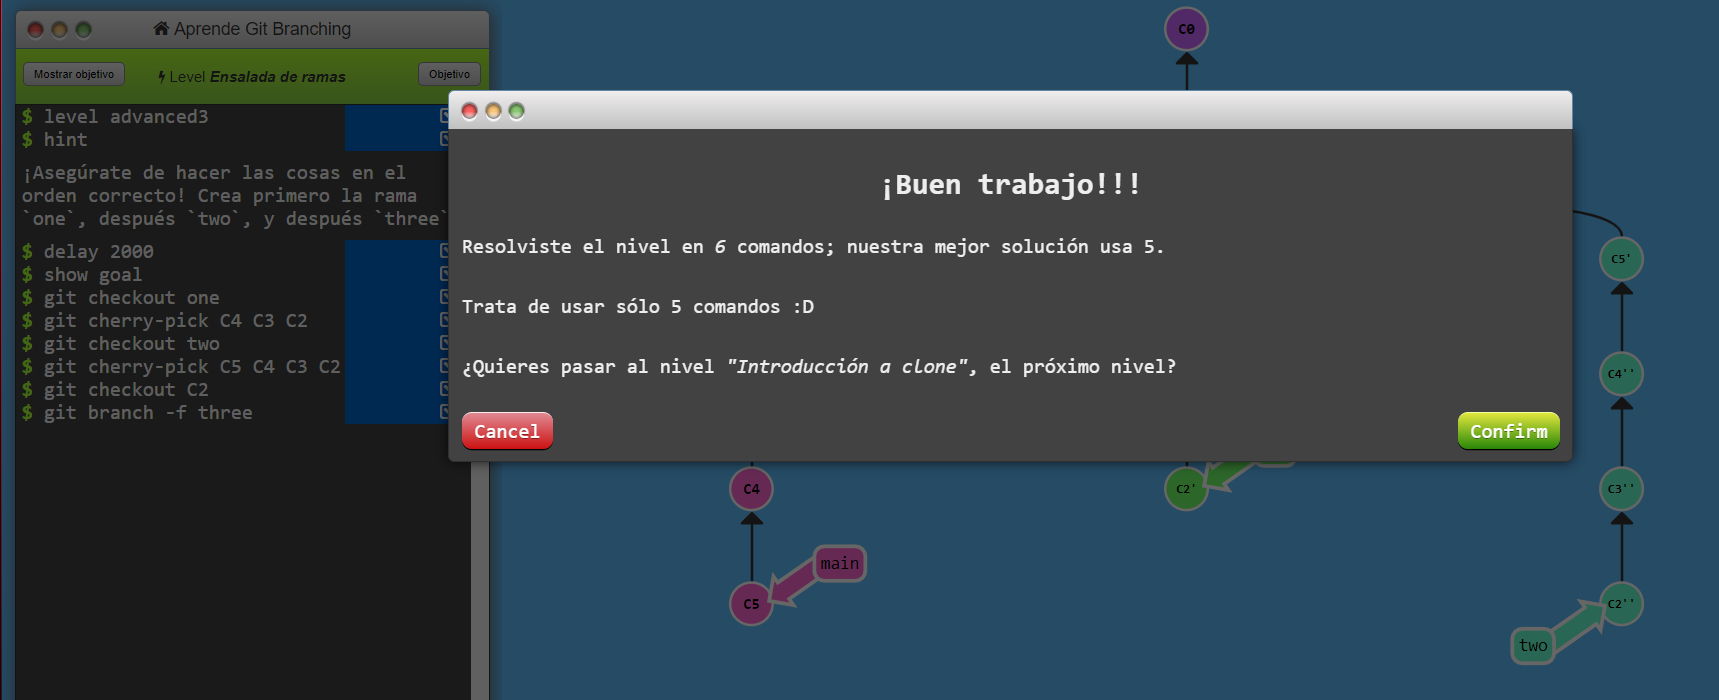 Aprende Git Branching
Mostrar objetivo
Level Ensalada de ramas
Objetivo
$ level advanced3
$ hint
¡Asegúrate de hacer las cosas en el
orden correcto! Crea primero la rama
`one`, después `two`, y después `three`
$ delay 2000
$ show goal
$ git checkout one
$ git cherry-pick C4 C3 C2
$ git checkout two
$ git cherry-pick C5 C4 C3 C2
$ git checkout C2
$ git branch -f three
¡Buen trabajo!!!
Resolviste el nivel en 6 comandos; nuestra mejor solución usa 5.
Trata de usar sólo 5 comandos :D
¿Quieres pasar al nivel "Introducción a clone", el próximo nivel?
Cancel
Confirm
C0
C5'
C4''
C4
C2'
C3''
main
C5
C2''
two